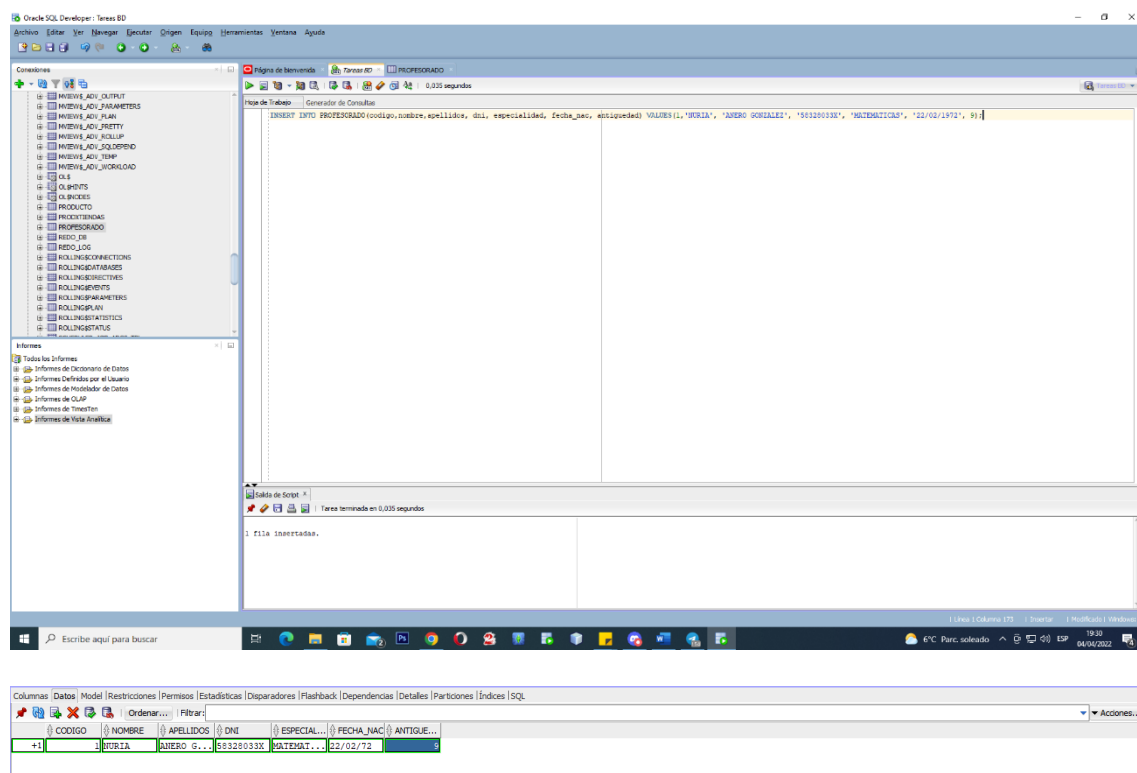 Oracle SQL Developer : Tareas BD
Archivo Editar Ver Navegar Ejecutar Origen Equipo Herramientas Ventana Ayuda
Conexiones
Página de bienvenida Tareas BD PROFESORADO
0,035 segundos
Tareas BD
Hoja de Trabajo Generador de Consultas
INSERT INTO PROFESORADO(codigo,nombre,apellidos, dni, especialidad, fecha_nac, antiguedad) VALUES(1,'NURIA', 'ANERO GONZALEZ', '58328033X', 'MATEMATICAS', '22/02/1972', 9);
MVIEW$_ADV_OUTPUT
MVIEW$_ADV_PARAMETERS
MVIEW$_ADV_PLAN
MVIEW$_ADV_PRETTY
MVIEW$_ADV_ROLLUP
MVIEW$_ADV_SQLDEPEND
MVIEW$_ADV_TEMP
MVIEW$_ADV_WORKLOAD
OL$
OL$HINTS
OL$NODES
PRODUCTO
PRODXTIENDAS
PROFESORADO
REDO_DB
REDO_LOG
ROLLING$CONNECTIONS
ROLLING$DATABASES
ROLLING$DIRECTIVES
ROLLING$EVENTS
ROLLING$PARAMETERS
ROLLING$PLAN
ROLLING$STATISTICS
ROLLING$STATUS
Informes
Todos los Informes
Informes de Diccionario de Datos
Informes Definidos por el Usuario
Informes de Modelador de Datos
Informes de OLAP
Informes de TimesTen
Informes de Vista Analítica
Salida de Script
Tarea terminada en 0,035 segundos
1 fila insertadas.
Línea 1 Columna 173 Insertar Modificado Windows
Escribe aquí para buscar
6°C Parc. soleado ESP 19:30
04/04/2022
Columnas Datos Model Restricciones Permisos Estadísticas Disparadores Flashback Dependencias Detalles Particiones Índices SQL
Ordenar... Filtrar: Acciones...
CODIGO NOMBRE APELLIDOS DNI ESPECIAL... FECHA_NAC ANTIGUE...
+1 1 NURIA ANERO G... 58328033X MATEMAT... 22/02/72 9